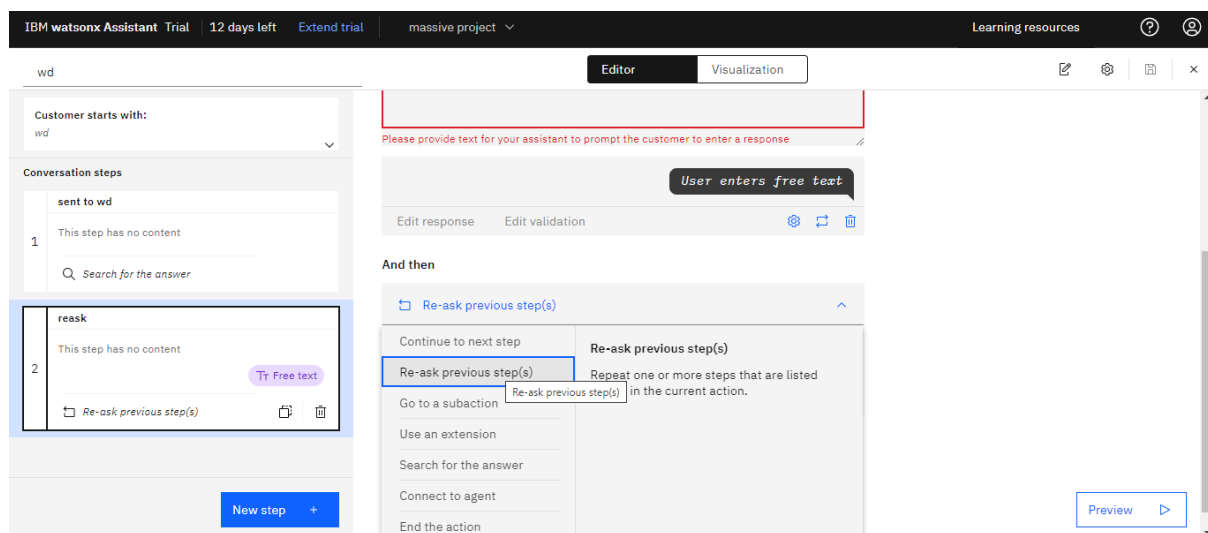 IBM watsonx Assistant Trial 12 days left Extend trial massive project Learning resources
wd Editor Visualization
Customer starts with:
wd
Conversation steps
1
sent to wd
This step has no content
Search for the answer
2
reask
This step has no content
Tт Free text
Re-ask previous step(s)
New step +
Please provide text for your assistant to prompt the customer to enter a response
User enters free text
Edit response Edit validation
And then
Re-ask previous step(s)
Continue to next step
Re-ask previous step(s)
Re-ask previous step(s)
Go to a subaction
Use an extension
Search for the answer
Connect to agent
End the action
Re-ask previous step(s)
Repeat one or more steps that are listed
in the current action.
Preview